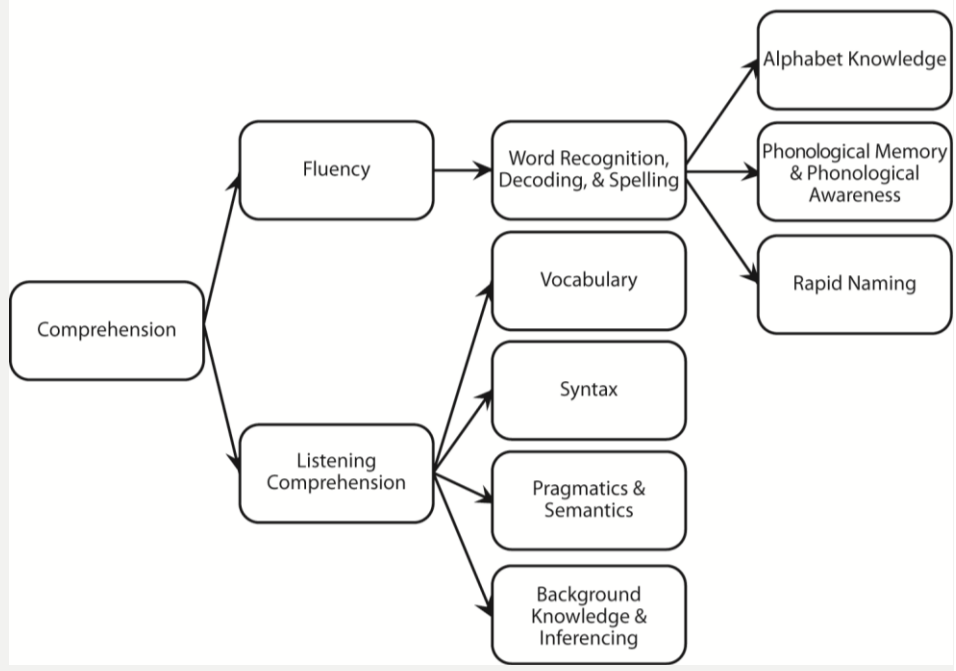 Alphabet Knowledge
Fluency
Word Recognition,
Decoding, & Spelling
Phonological Memory
& Phonological
Awareness
Vocabulary
Rapid Naming
Comprehension
Syntax
Listening
Comprehension
Pragmatics &
Semantics
Background
Knowledge &
Inferencing